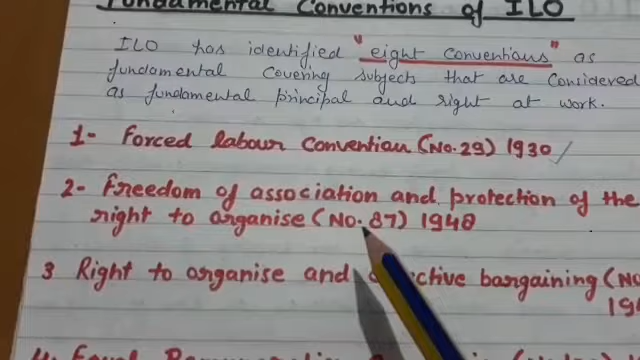 Fundamental Conventions of ILO
ILO has identified "eight conventions" as
fundamental covering subjects that are considered
as fundamental principal and right at work.
1- Forced labour Convention (No.29) 1930/
2- Freedom of association and protection of the
right to organise (No.87) 1948
3 Right to organise and bargaining (No